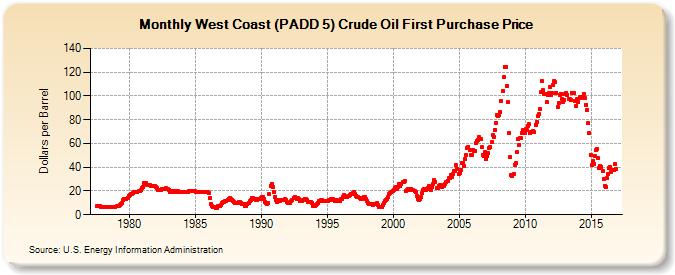 Monthly West Coast (PADD 5) Crude Oil First Purchase Price
Dollars per Barrel
140
120
100
80
60
40
20
0
1980 1985 1990 1995 2000 2005 2010 2015
Source: U.S. Energy Information Administration